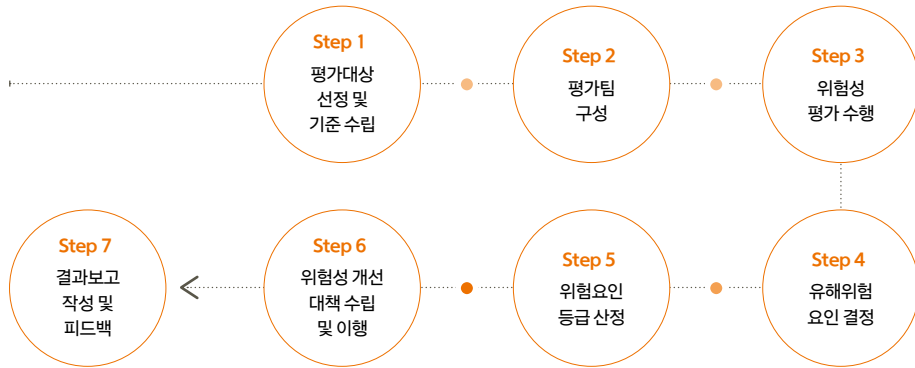 Step 1
평가대상
선정 및
기준 수립
Step 2
평가팀
구성
Step 3
위험성
평가 수행
Step 4
유해위험
요인 결정
Step 5
위험요인
등급 산정
Step 6
위험성 개선
대책 수립
및 이행
Step 7
결과보고
작성 및
피드백